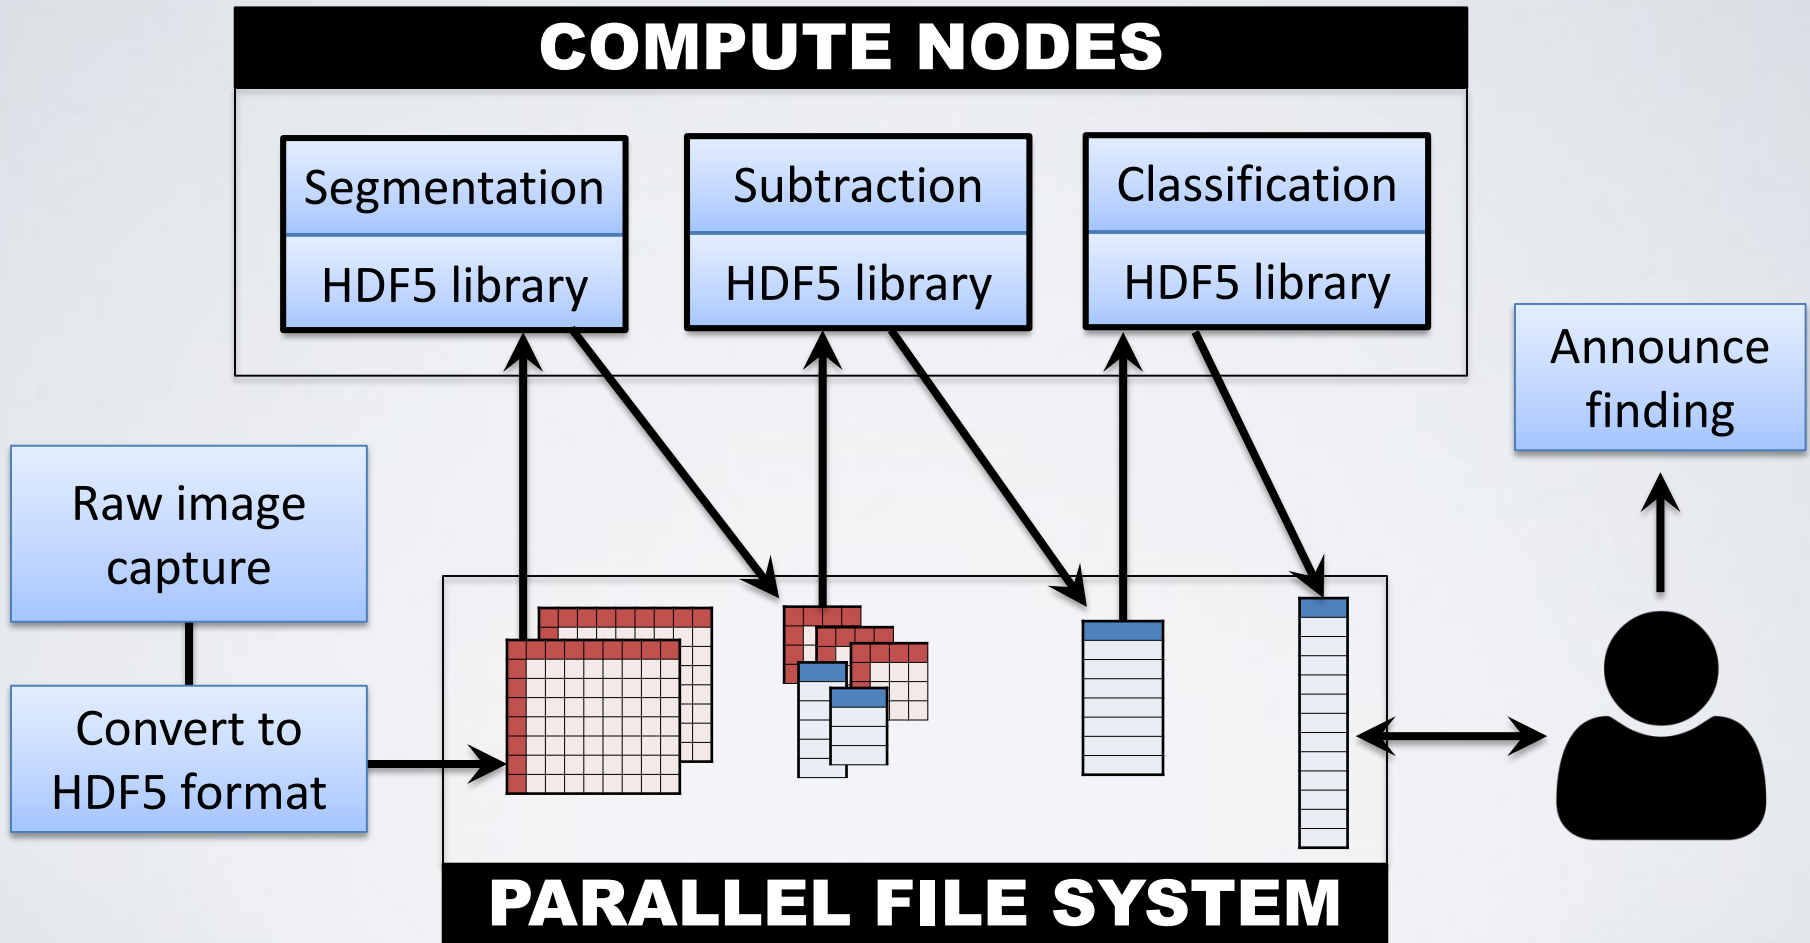 COMPUTE NODES
Segmentation
HDF5 library
Subtraction
HDF5 library
Classification
HDF5 library
Announce
finding
Raw image
capture
Convert to
HDF5 format
PARALLEL FILE SYSTEM